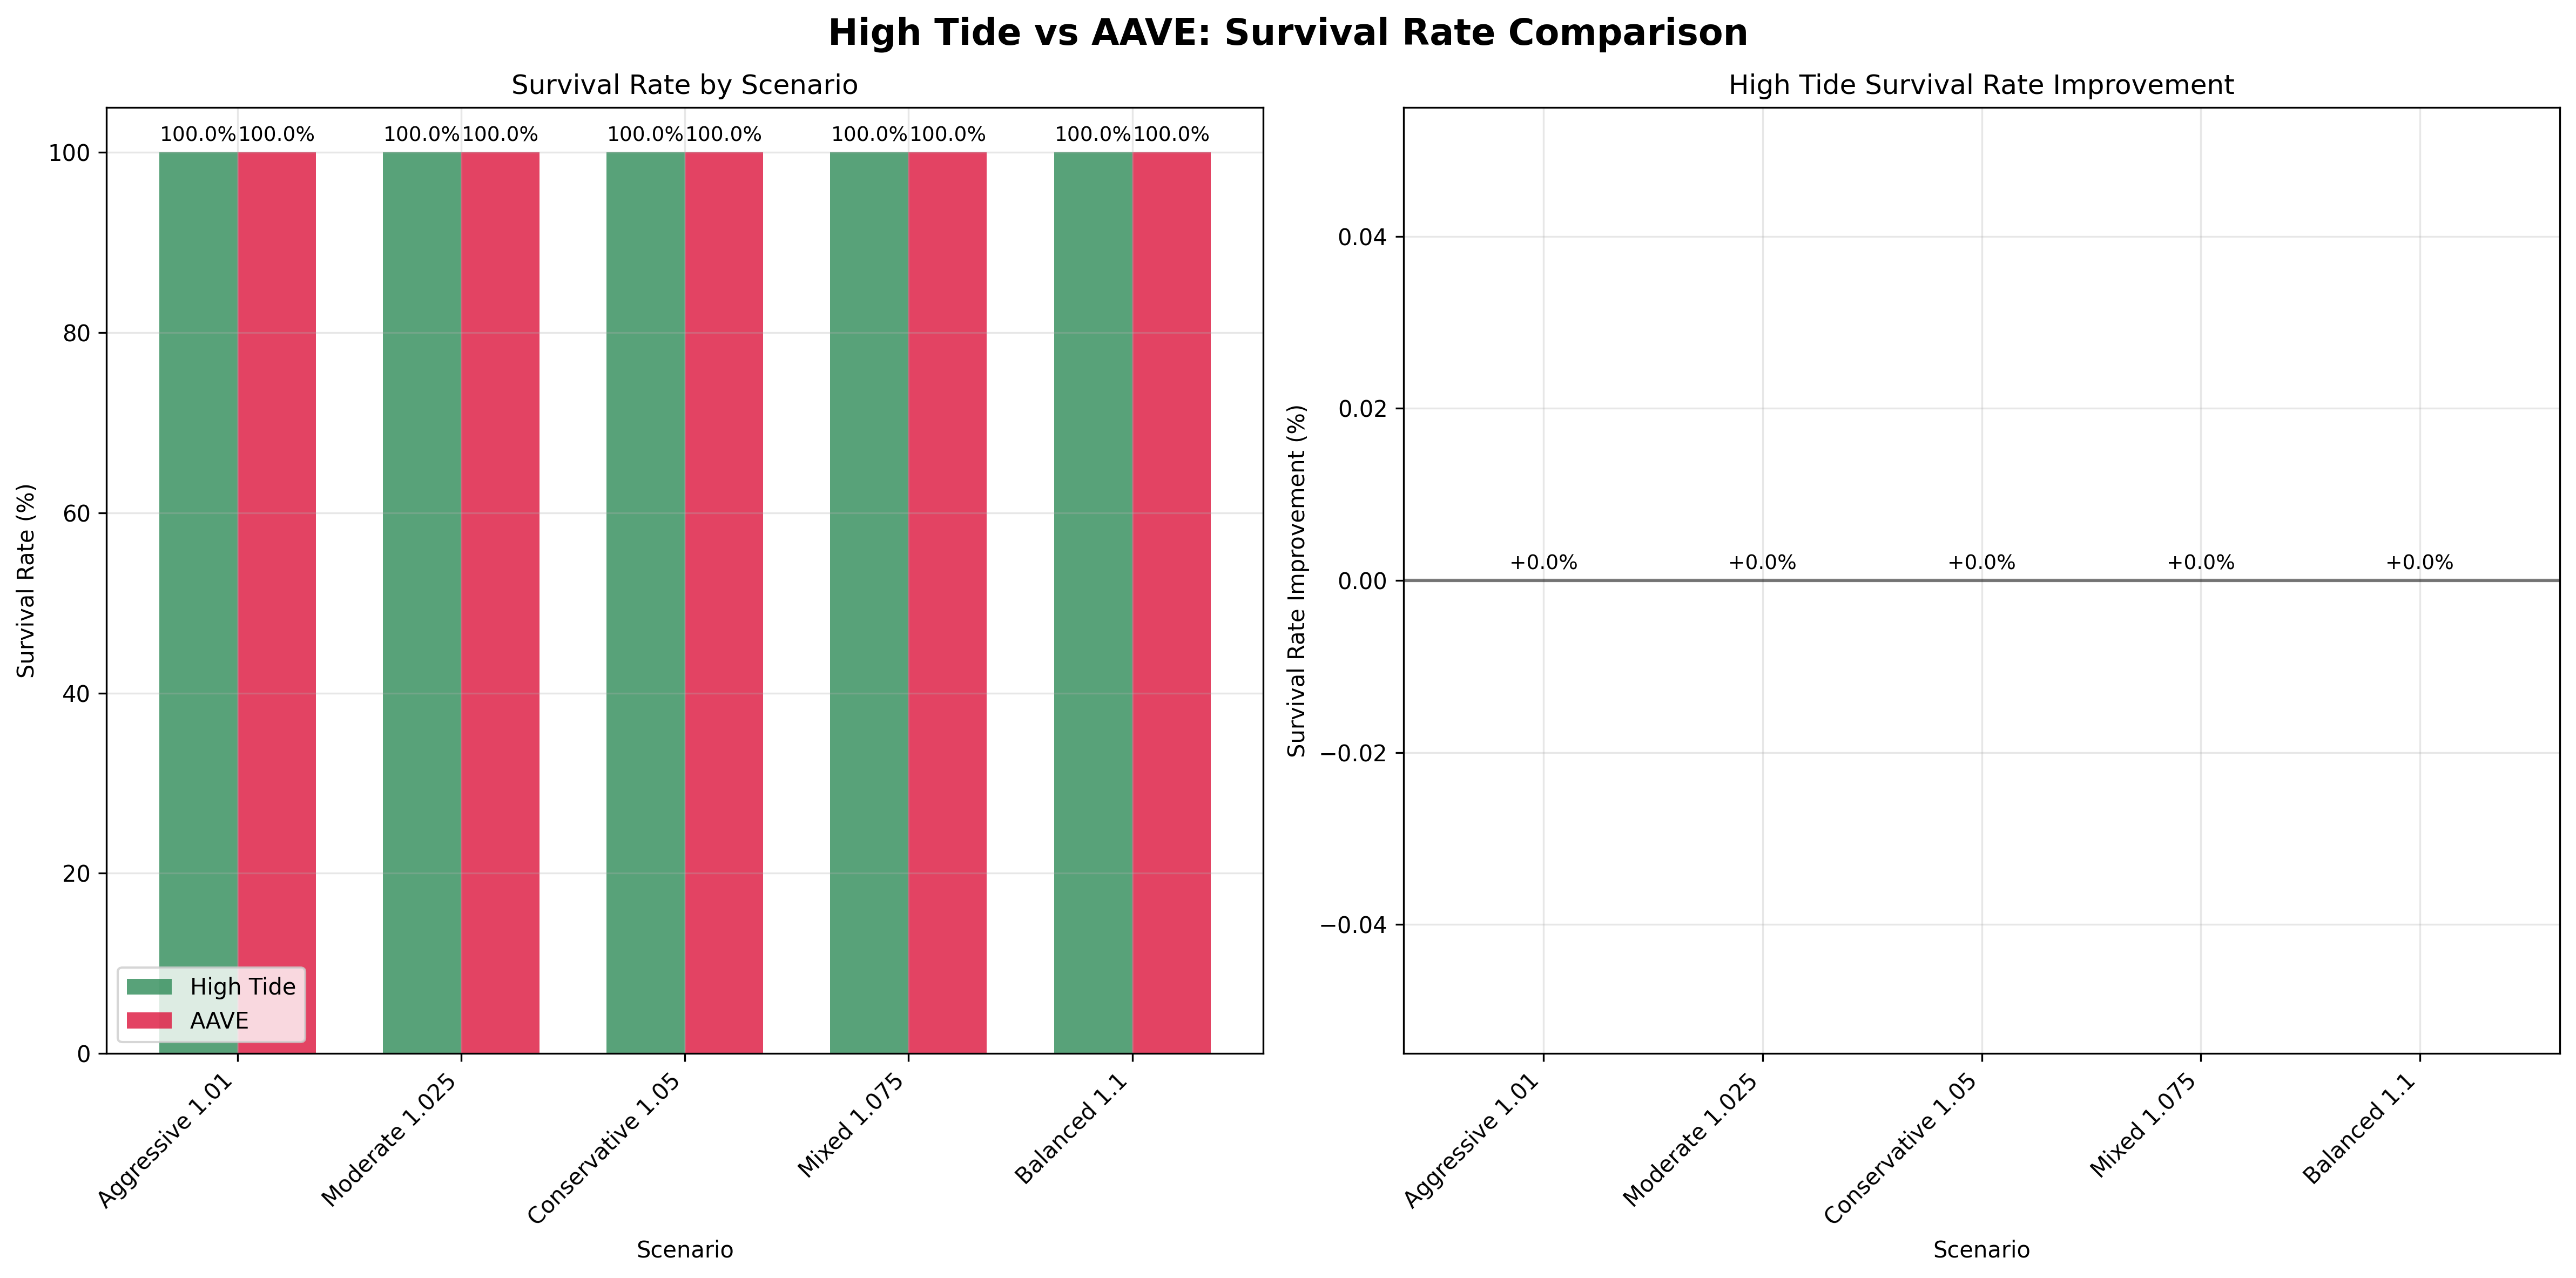 High Tide vs AAVE: Survival Rate Comparison
Survival Rate by Scenario
100.0%100.0%
100.0%100.0%
100.0%100.0%
100.0%100.0%
100.0%100.0%
Survival Rate (%)
100
80
60
40
20
0
High Tide
AAVE
Aggressive 1.01
Moderate 1.025
Conservative 1.05
Mixed 1.075
Balanced 1.1
Scenario
High Tide Survival Rate Improvement
Survival Rate Improvement (%)
0.04
0.02
0.00
−0.02
−0.04
+0.0%
+0.0%
+0.0%
+0.0%
+0.0%
Aggressive 1.01
Moderate 1.025
Conservative 1.05
Mixed 1.075
Balanced 1.1
Scenario